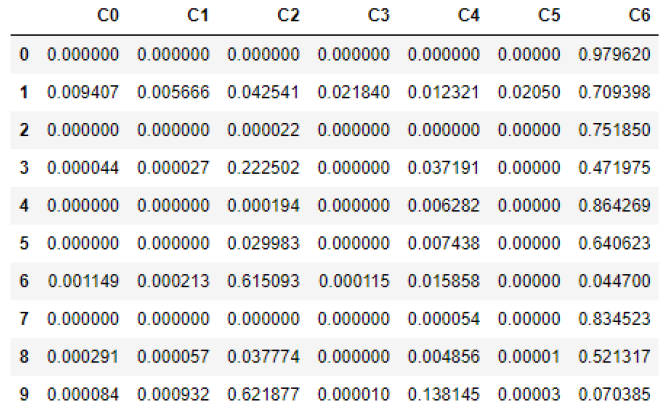 C0 C1 C2 C3 C4 C5 C6
0 0.000000 0.000000 0.000000 0.000000 0.000000 0.00000 0.979620
1 0.009407 0.005666 0.042541 0.021840 0.012321 0.02050 0.709398
2 0.000000 0.000000 0.000022 0.000000 0.000000 0.00000 0.751850
3 0.000044 0.000027 0.222502 0.000000 0.037191 0.00000 0.471975
4 0.000000 0.000000 0.000194 0.000000 0.006282 0.00000 0.864269
5 0.000000 0.000000 0.029983 0.000000 0.007438 0.00000 0.640623
6 0.001149 0.000213 0.615093 0.000115 0.015858 0.00000 0.044700
7 0.000000 0.000000 0.000000 0.000000 0.000054 0.00000 0.834523
8 0.000291 0.000057 0.037774 0.000000 0.004856 0.00001 0.521317
9 0.000084 0.000932 0.621877 0.000010 0.138145 0.00003 0.070385